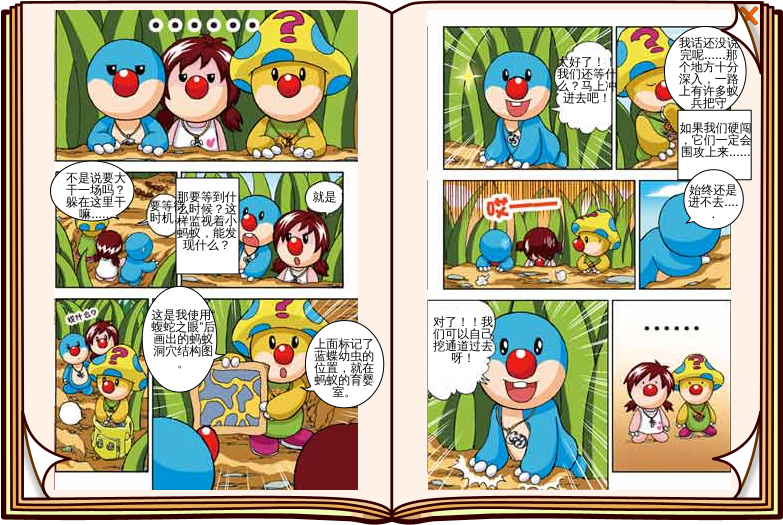 ······
不是说要大
干一场吗？
躲在这里干
嘛……
要等待
时机
那要等到什
么时候？这
样监视着小
蚂蚁，能发
现什么？
就是
找什么？
这是我使用“
蝮蛇之眼”后
画出的蚂蚁
洞穴结构图
。
上面标记了
蓝蝶幼虫的
位置，就在
蚂蚁的育婴
室。
太好了！！
我们还等什
么？马上冲
进去吧！
我话还没说
完呢……那
个地方十分
深入，一路
上有许多蚁
兵把守，
如果我们硬闯
，它们一定会
围攻上来……
哎——
始终还是
进不去…
．
对了！！我
们可以自己
挖通道过去
呀！
······